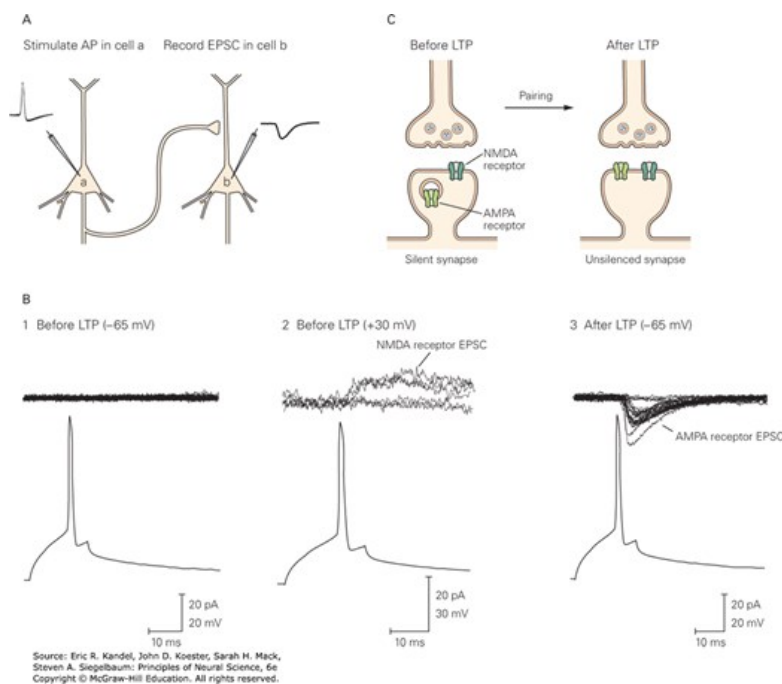 A
Stimulate AP in cell a Record EPSC in cell b
a
b
C
Before LTP After LTP
Pairing
NMDA
receptor
AMPA
receptor
Silent synapse Unsilenced synapse
B
1 Before LTP (–65 mV) 2 Before LTP (+30 mV) 3 After LTP (–65 mV)
NMDA receptor EPSC
AMPA receptor EPSC
20 pA
20 mV
10 ms
20 pA
30 mV
10 ms
20 pA
20 mV
10 ms
Source: Eric R. Kandel, John D. Koester, Sarah H. Mack,
Steven A. Siegelbaum: Principles of Neural Science, 6e
Copyright © McGraw-Hill Education. All rights reserved.